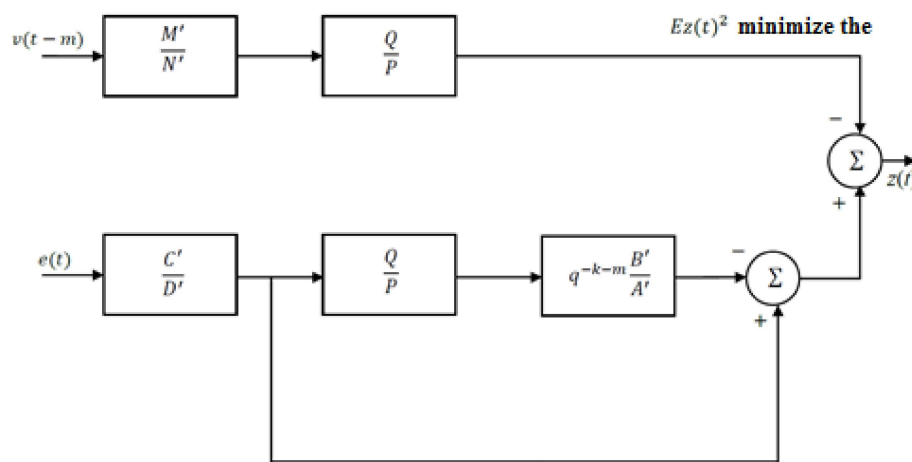 v(t − m)
M'
N'
Q
P
Ez(t)² minimize the
−
Σ
z(t)
+
e(t)
C'
D'
Q
P
q⁻ᵏ⁻ᵐ B'
A'
−
Σ
+